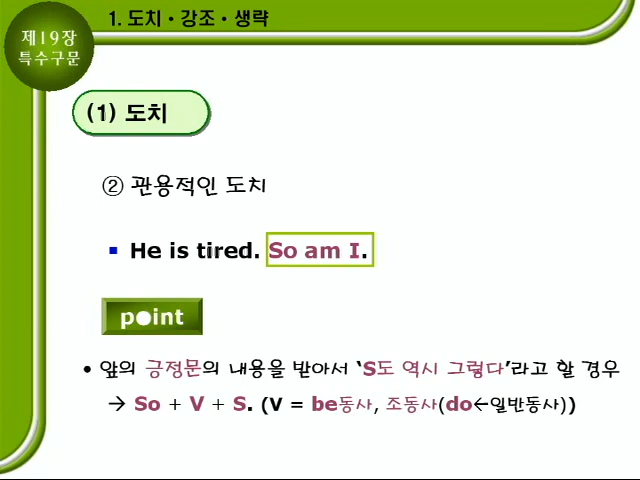 1. 도치 · 강조 · 생략
제19장
특수구문
(1) 도치
② 관용적인 도치
▪ He is tired. So am I.
point
• 앞의 긍정문의 내용을 받아서 ‘S도 역시 그렇다’라고 할 경우
→ So + V + S. (V = be동사, 조동사(do←일반동사))